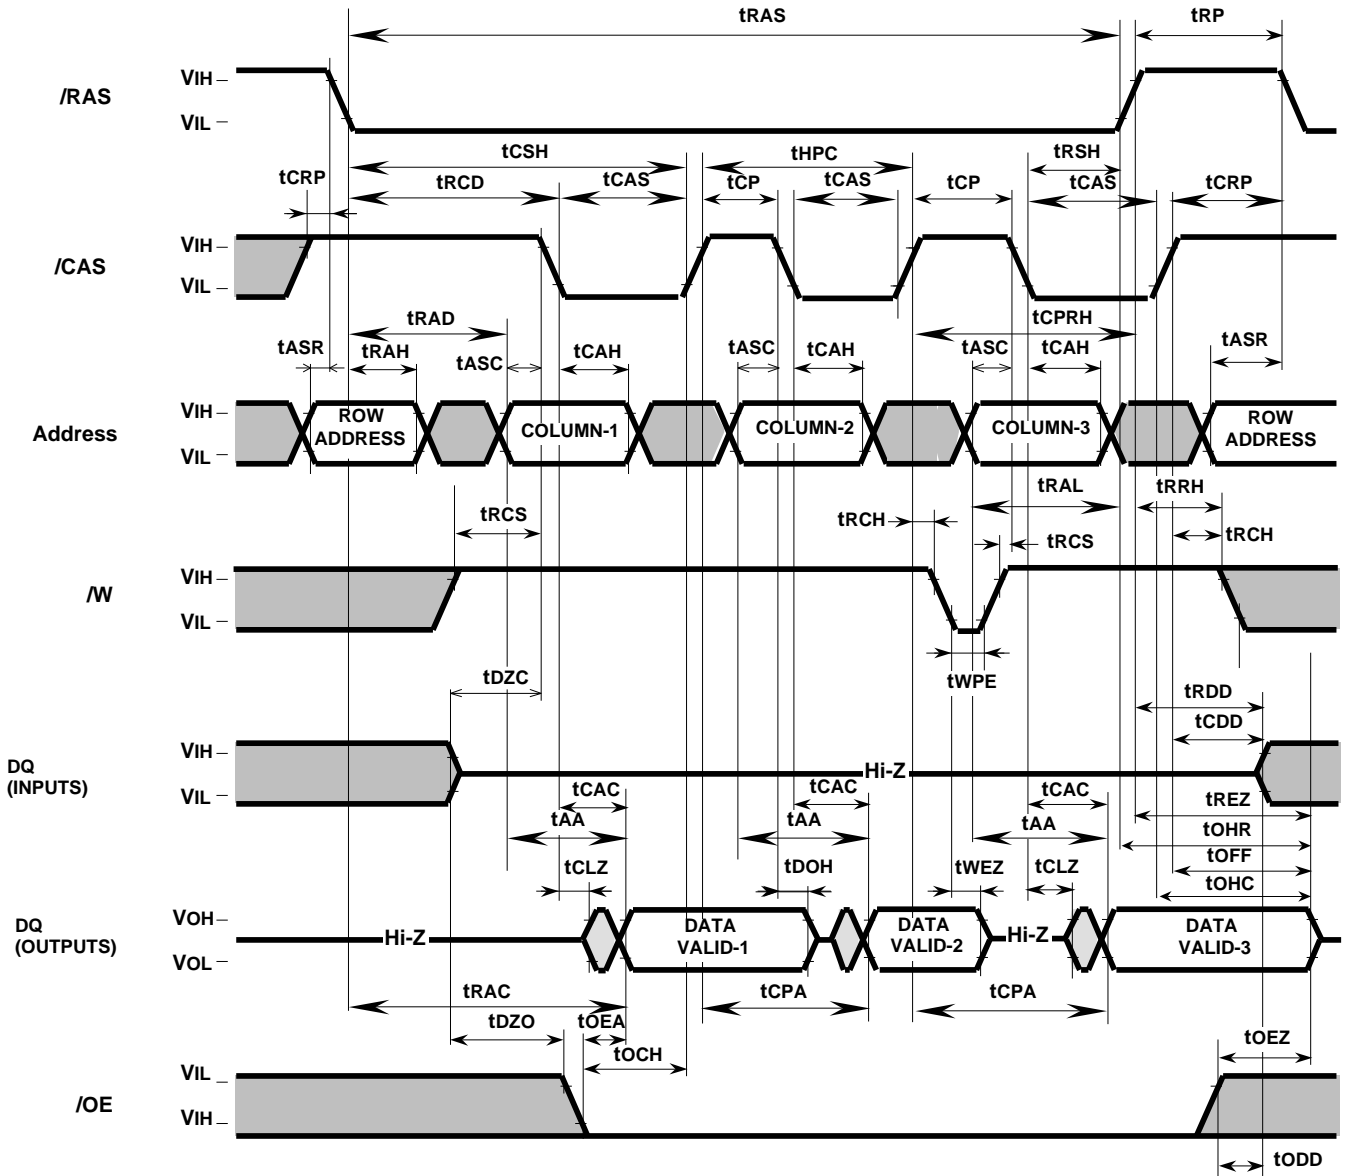 tRAS
tRP
/RAS
VIH
VIL
tCSH
tHPC
tRSH
tCRP
tRCD
tCAS
tCP
tCAS
tCP
tCAS
tCRP
/CAS
VIH
VIL
tRAD
tCPRH
tASR
tRAH
tASC
tCAH
tASC
tCAH
tASC
tCAH
tASR
Address
VIH
VIL
ROW
ADDRESS
COLUMN-1
COLUMN-2
COLUMN-3
ROW
ADDRESS
tRAL
tRRH
tRCS
tRCH
tRCS
tRCH
/W
VIH
VIL
tWPE
tDZC
tRDD
tCDD
DQ
(INPUTS)
VIH
VIL
Hi-Z
tCAC
tCAC
tCAC
tREZ
tAA
tAA
tAA
tOHR
tCLZ
tDOH
tWEZ
tCLZ
tOFF
tOHC
DQ
(OUTPUTS)
VOH
VOL
Hi-Z
DATA
VALID-1
DATA
VALID-2
Hi-Z
DATA
VALID-3
tRAC
tCPA
tCPA
tDZO
tOEA
tOCH
tOEZ
/OE
VIL
VIH
tODD